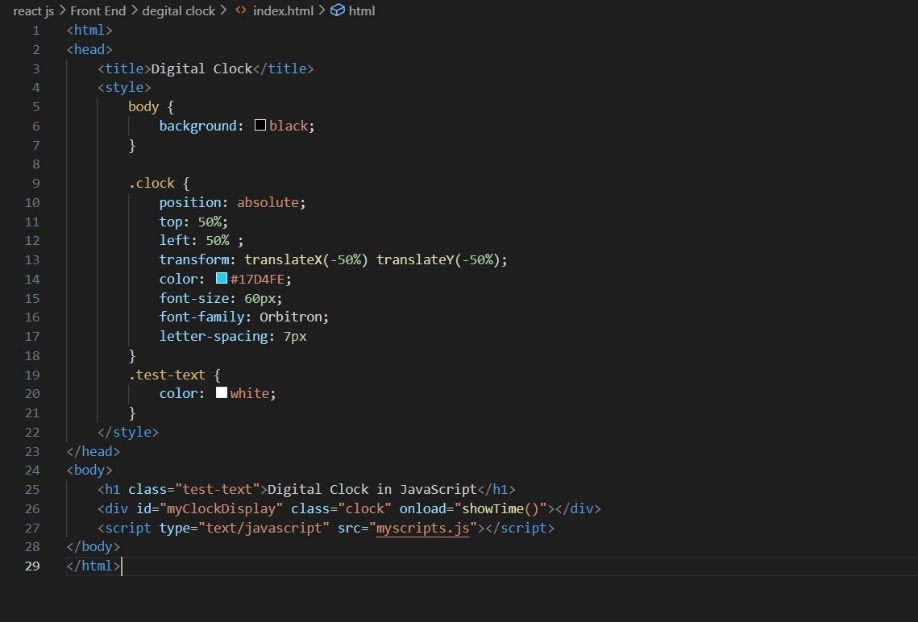 react js > Front End > degital clock > <> index.html > html
1 <html>
2 <head>
3 <title>Digital Clock</title>
4 <style>
5 body {
6 background: black;
7 }
8
9 .clock {
10 position: absolute;
11 top: 50%;
12 left: 50% ;
13 transform: translateX(-50%) translateY(-50%);
14 color: #17D4FE;
15 font-size: 60px;
16 font-family: Orbitron;
17 letter-spacing: 7px
18 }
19 .test-text {
20 color: white;
21 }
22 </style>
23 </head>
24 <body>
25 <h1 class="test-text">Digital Clock in JavaScript</h1>
26 <div id="myClockDisplay" class="clock" onload="showTime()"></div>
27 <script type="text/javascript" src="myscripts.js"></script>
28 </body>
29 </html>